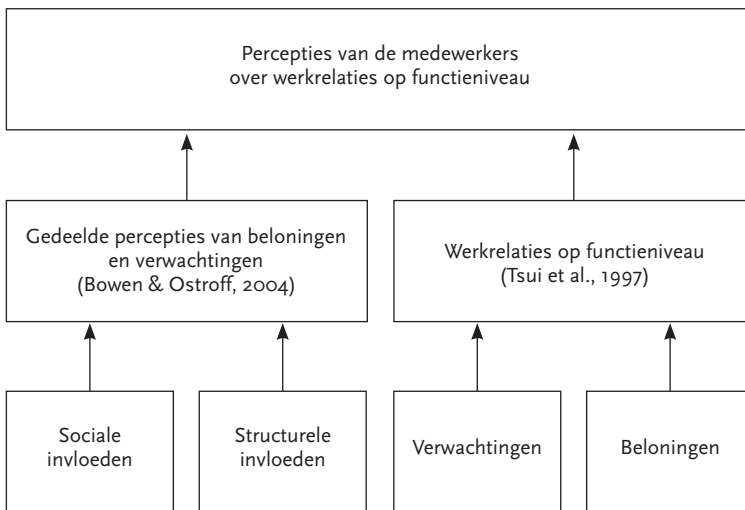 Percepties van de medewerkers
over werkrelaties op functieniveau
Gedeelde percepties van beloningen
en verwachtingen
(Bowen & Ostroff, 2004)
Werkrelaties op functieniveau
(Tsui et al., 1997)
Sociale
invloeden
Structurele
invloeden
Verwachtingen
Beloningen